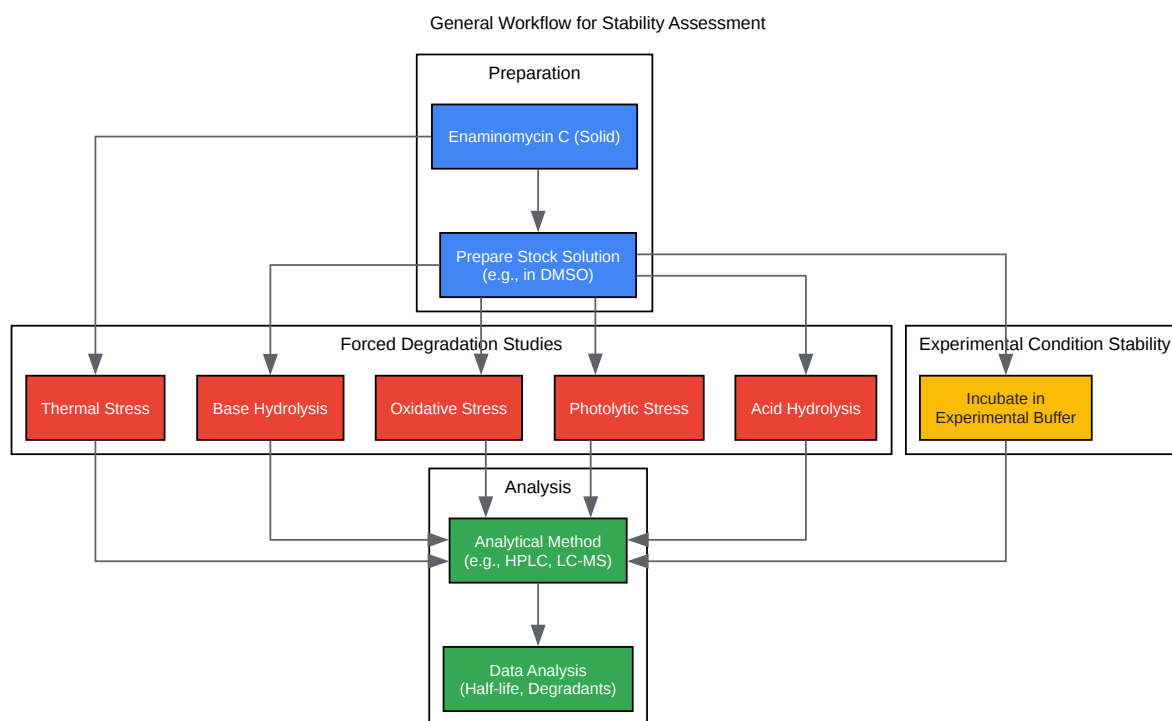 General Workflow for Stability Assessment
Preparation
Enaminomycin C (Solid)
Prepare Stock Solution
(e.g., in DMSO)
Forced Degradation Studies
Experimental Condition Stability
Thermal Stress
Base Hydrolysis
Oxidative Stress
Photolytic Stress
Acid Hydrolysis
Incubate in
Experimental Buffer
Analysis
Analytical Method
(e.g., HPLC, LC-MS)
Data Analysis
(Half-life, Degradants)